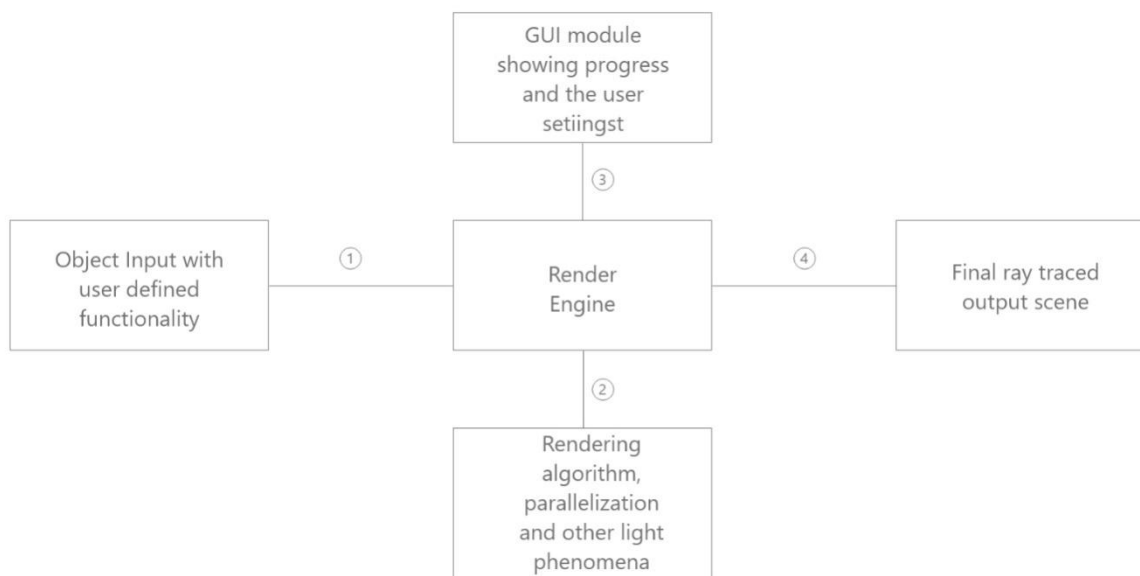 GUI module
showing progress
and the user
setiingst
③
Object Input with
user defined
functionality
①
Render
Engine
④
Final ray traced
output scene
②
Rendering
algorithm,
parallelization
and other light
phenomena